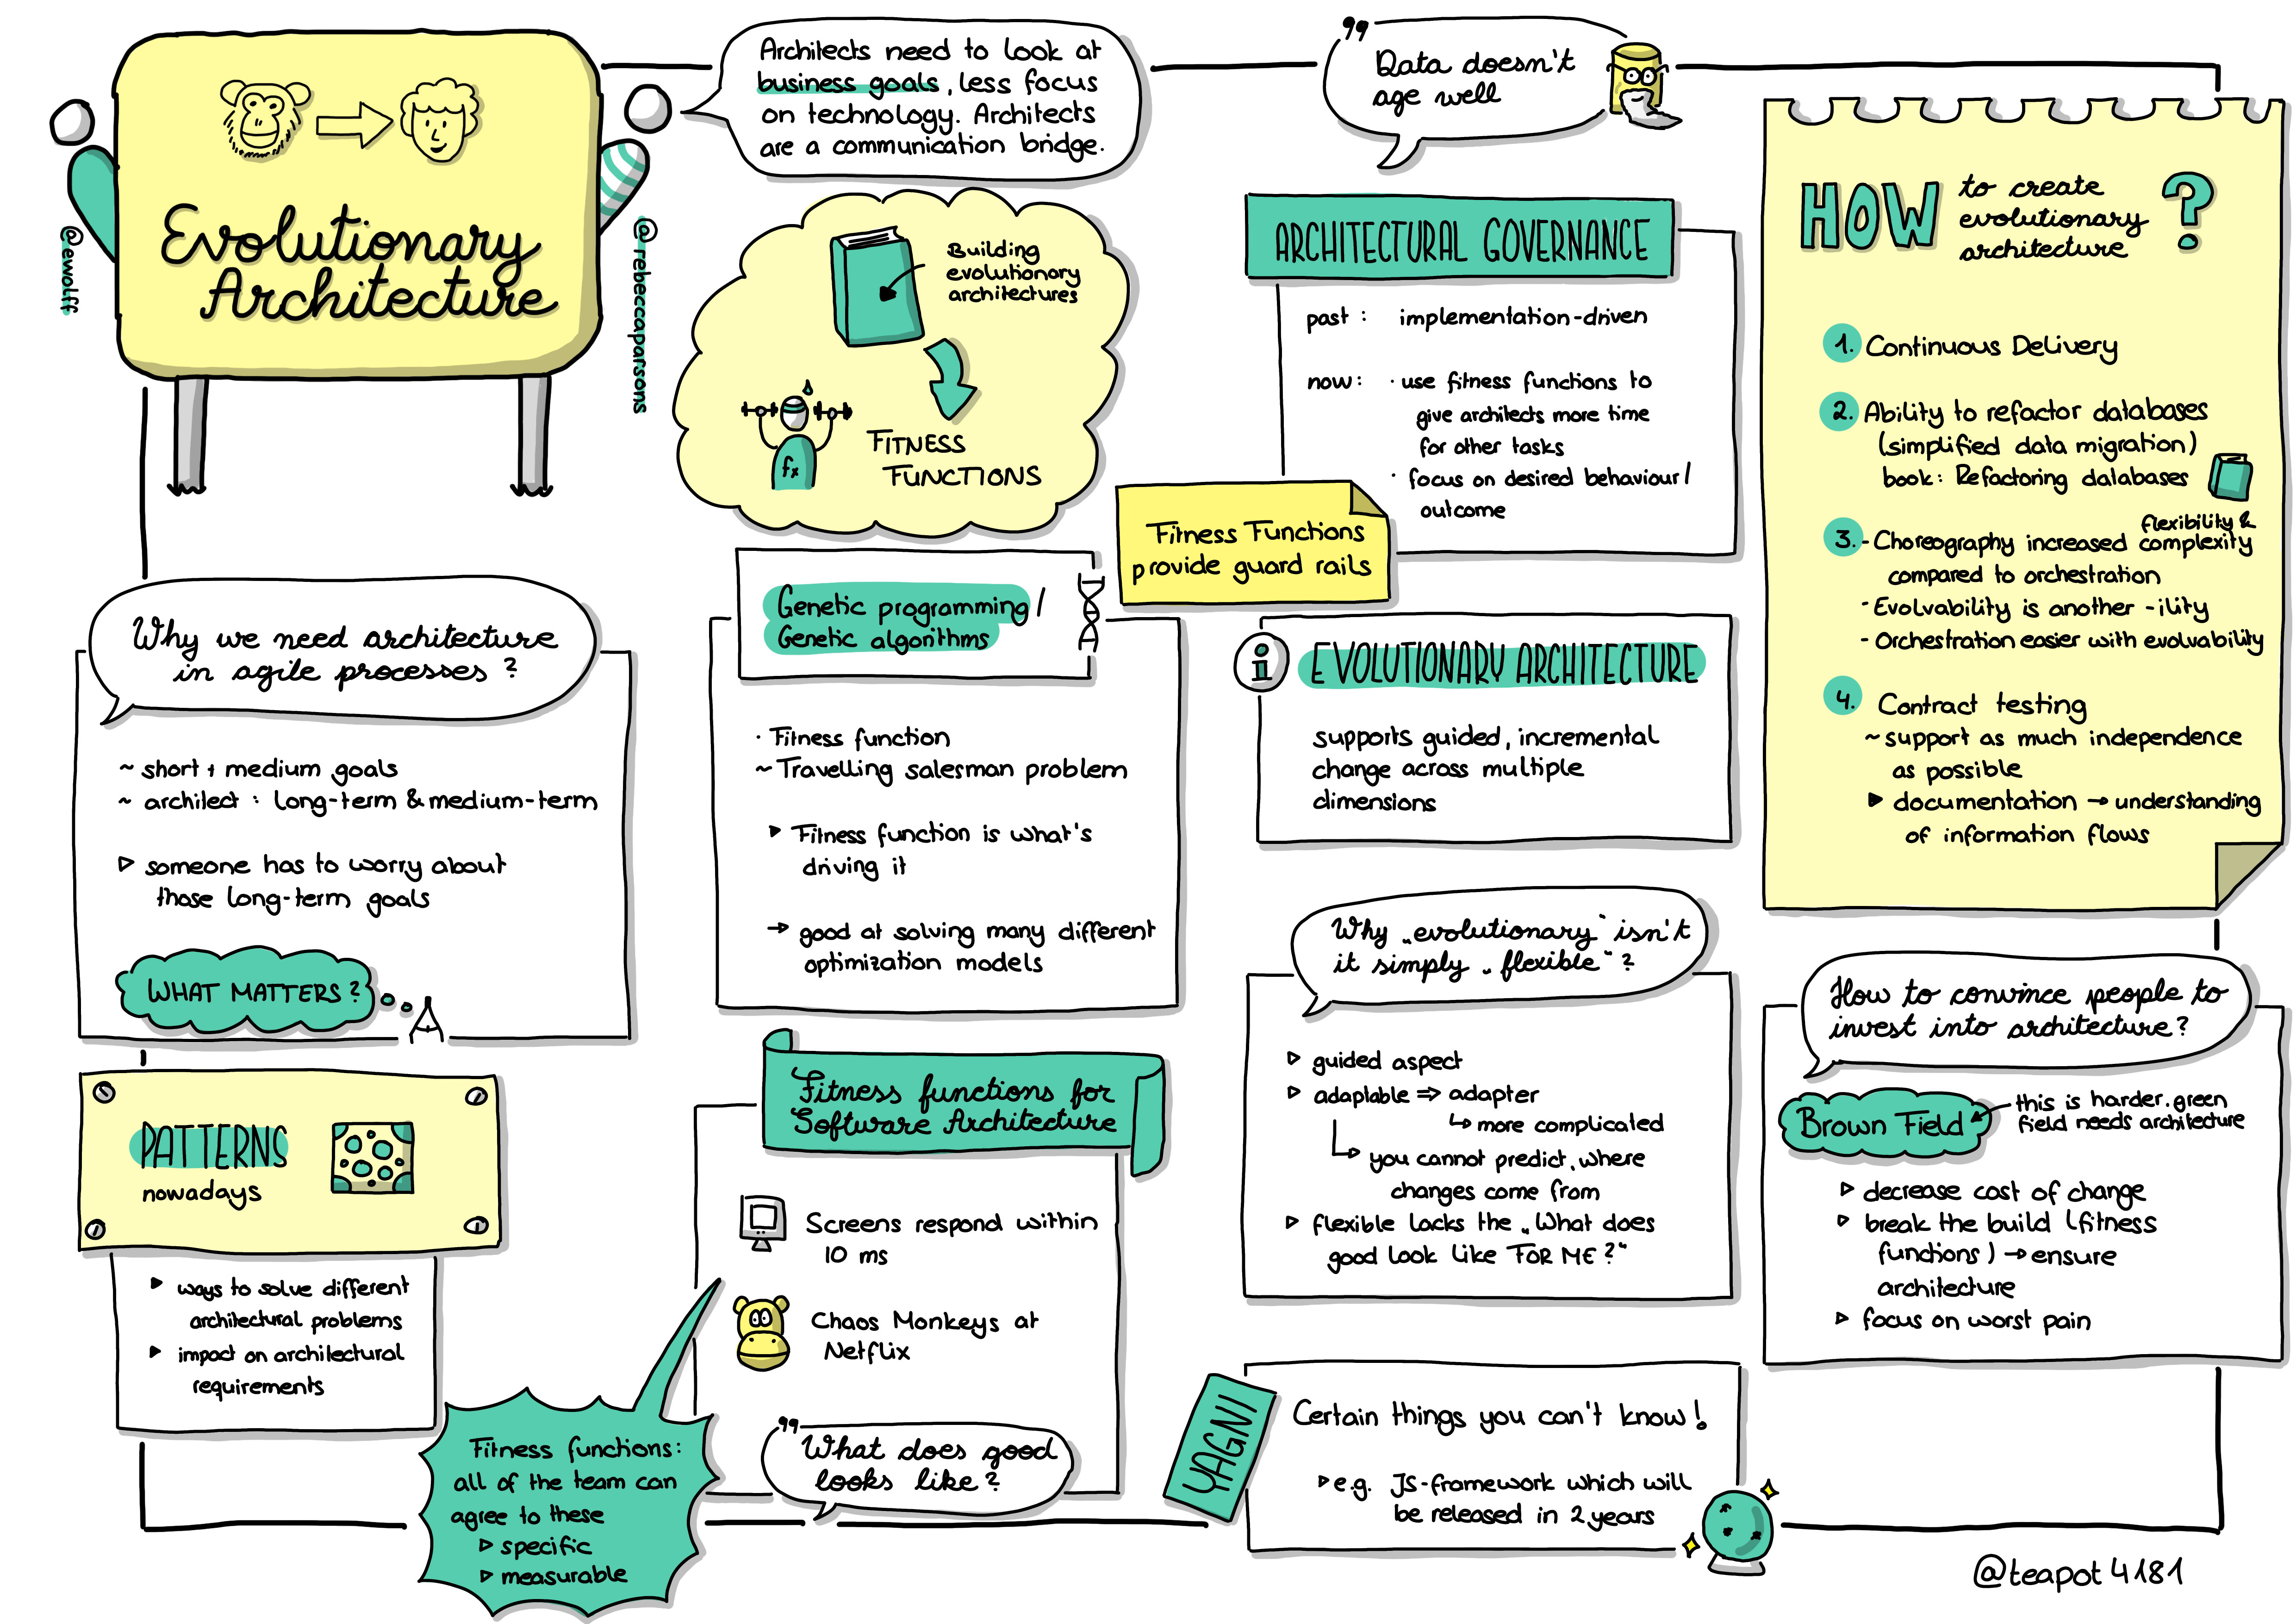 Evolutionary
Architecture
@ewolff
@rebeccaparsons
Architects need to look at
business goals, less focus
on technology. Architects
are a communication bridge.
Data doesn't
age well
Building
evolutionary
architectures
fx
FITNESS
FUNCTIONS
ARCHITECTURAL GOVERNANCE
past: implementation-driven
now: · use fitness functions to
give architects more time
for other tasks
· focus on desired behaviour/
outcome
Fitness Functions
provide guard rails
HOW to create
evolutionary
architecture ?
1. Continuous Delivery
2. Ability to refactor databases
(simplified data migration)
book: Refactoring databases
flexibility &
3. - Choreography increased complexity
compared to orchestration
- Evolvability is another -ility
- Orchestration easier with evolvability
4. Contract testing
~ support as much independence
as possible
▶ documentation → understanding
of information flows
Why we need architecture
in agile processes?
~ short + medium goals
~ architect: long-term & medium-term
▷ someone has to worry about
those long-term goals
WHAT MATTERS?
Genetic programming /
Genetic algorithms
· Fitness function
~ Travelling salesman problem
▶ Fitness function is what's
driving it
→ good at solving many different
optimization models
i EVOLUTIONARY ARCHITECTURE
supports guided, incremental
change across multiple
dimensions
Why „evolutionary" isn't
it simply „flexible"?
▷ guided aspect
▷ adaptable ⇒ adapter
↳ more complicated
↳ you cannot predict, where
changes come from
▷ flexible lacks the „What does
good look like FOR ME?"
How to convince people to
invest into architecture?
Brown Field
this is harder. green
field needs architecture
▷ decrease cost of change
▷ break the build (fitness
functions) → ensure
architecture
▷ focus on worst pain
PATTERNS
nowadays
▶ ways to solve different
architectural problems
▶ impact on architectural
requirements
Fitness functions for
Software Architecture
Screens respond within
10 ms
Chaos Monkeys at
Netflix
What does good
looks like?
Fitness functions:
all of the team can
agree to these
▷ specific
▷ measurable
YAGNI
Certain things you can't know!
▷ e.g. JS-framework which will
be released in 2 years
@teapot4181